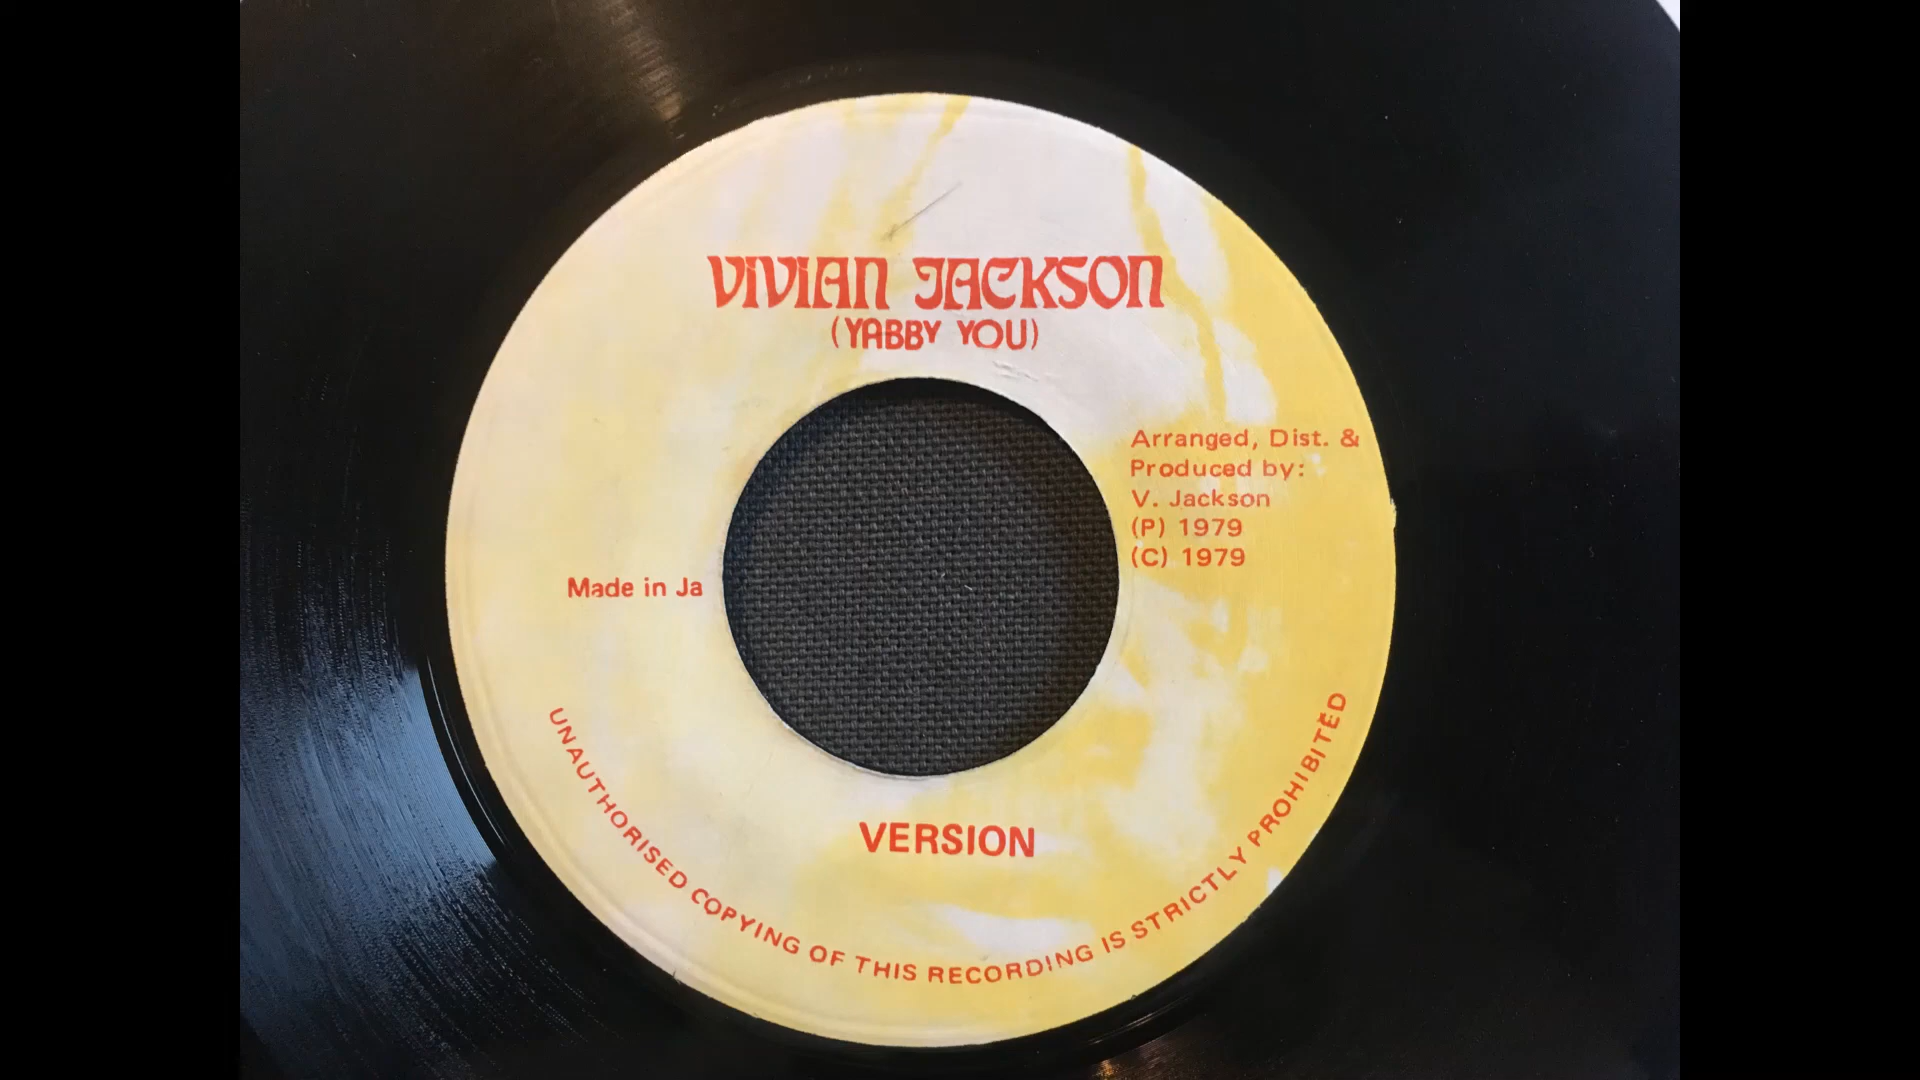 VIVIAN JACKSON
(YABBY YOU)
Arranged, Dist. &
Produced by:
V. Jackson
(P) 1979
(C) 1979
Made in Ja
VERSION
UNAUTHORISED COPYING OF THIS RECORDING IS STRICTLY PROHIBITED